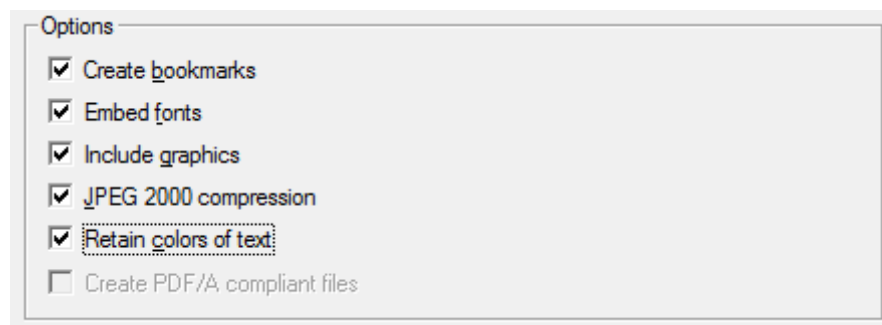 Options
Create bookmarks
Embed fonts
Include graphics
JPEG 2000 compression
Retain colors of text
Create PDF/A compliant files